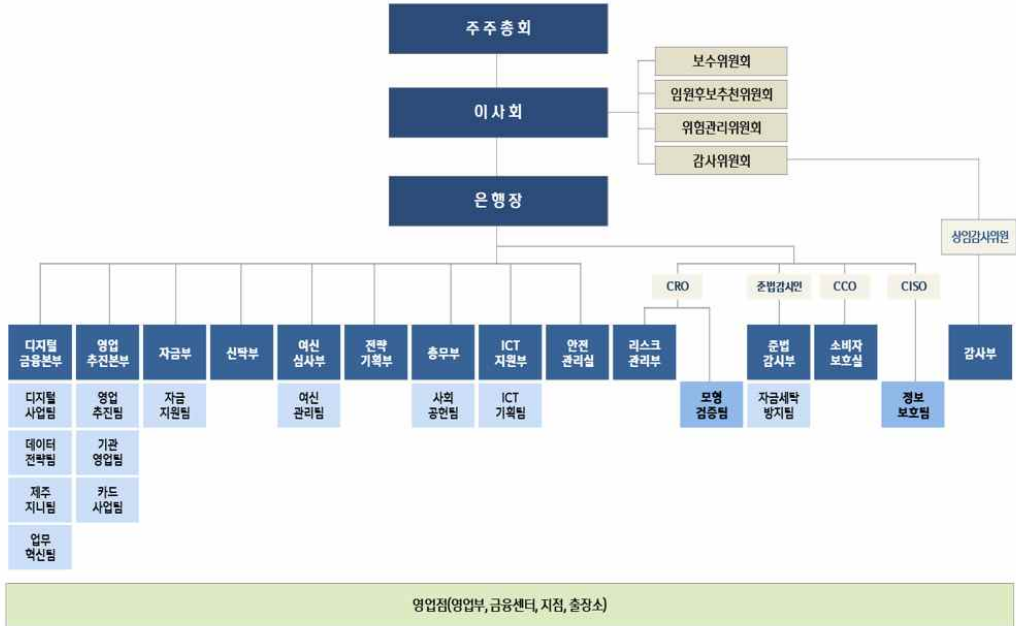 주주총회
이사회
보수위원회
임원후보추천위원회
위험관리위원회
감사위원회
은행장
상임감사위원
CRO
준법감시인
CCO
CISO
디지털
금융본부
영업
추진본부
자금부
신탁부
여신
심사부
전략
기획부
총무부
ICT
지원부
안전
관리실
리스크
관리부
준법
감시부
소비자
보호실
감사부
디지털
사업팀
영업
추진팀
자금
지원팀
여신
관리팀
사회
공헌팀
ICT
기획팀
모형
검증팀
자금세탁
방지팀
정보
보호팀
데이터
전략팀
기관
영업팀
제주
지니팀
카드
사업팀
업무
혁신팀
영업점(영업부, 금융센터, 지점, 출장소)